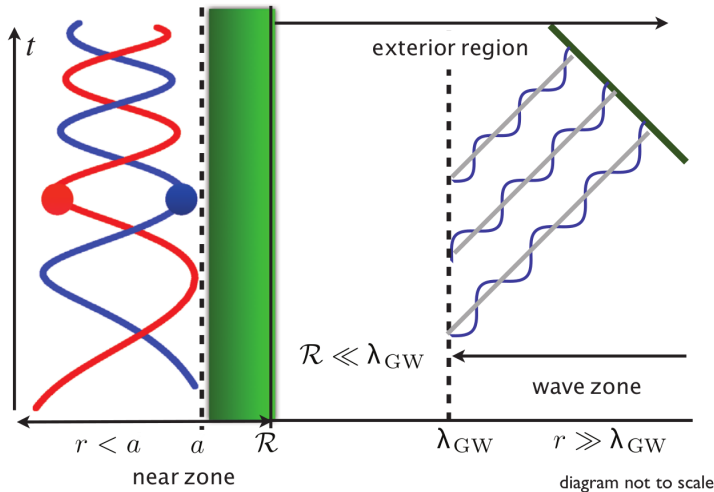 t
exterior region
ℛ ≪ λ_GW
wave zone
r < a
a
ℛ
λ_GW
r ≫ λ_GW
near zone
diagram not to scale